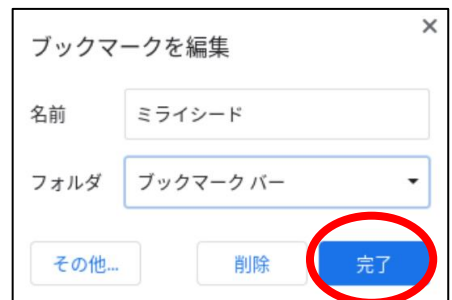 ブックマークを編集
名前 ミライシード
フォルダ ブックマーク バー
その他... 削除 完了